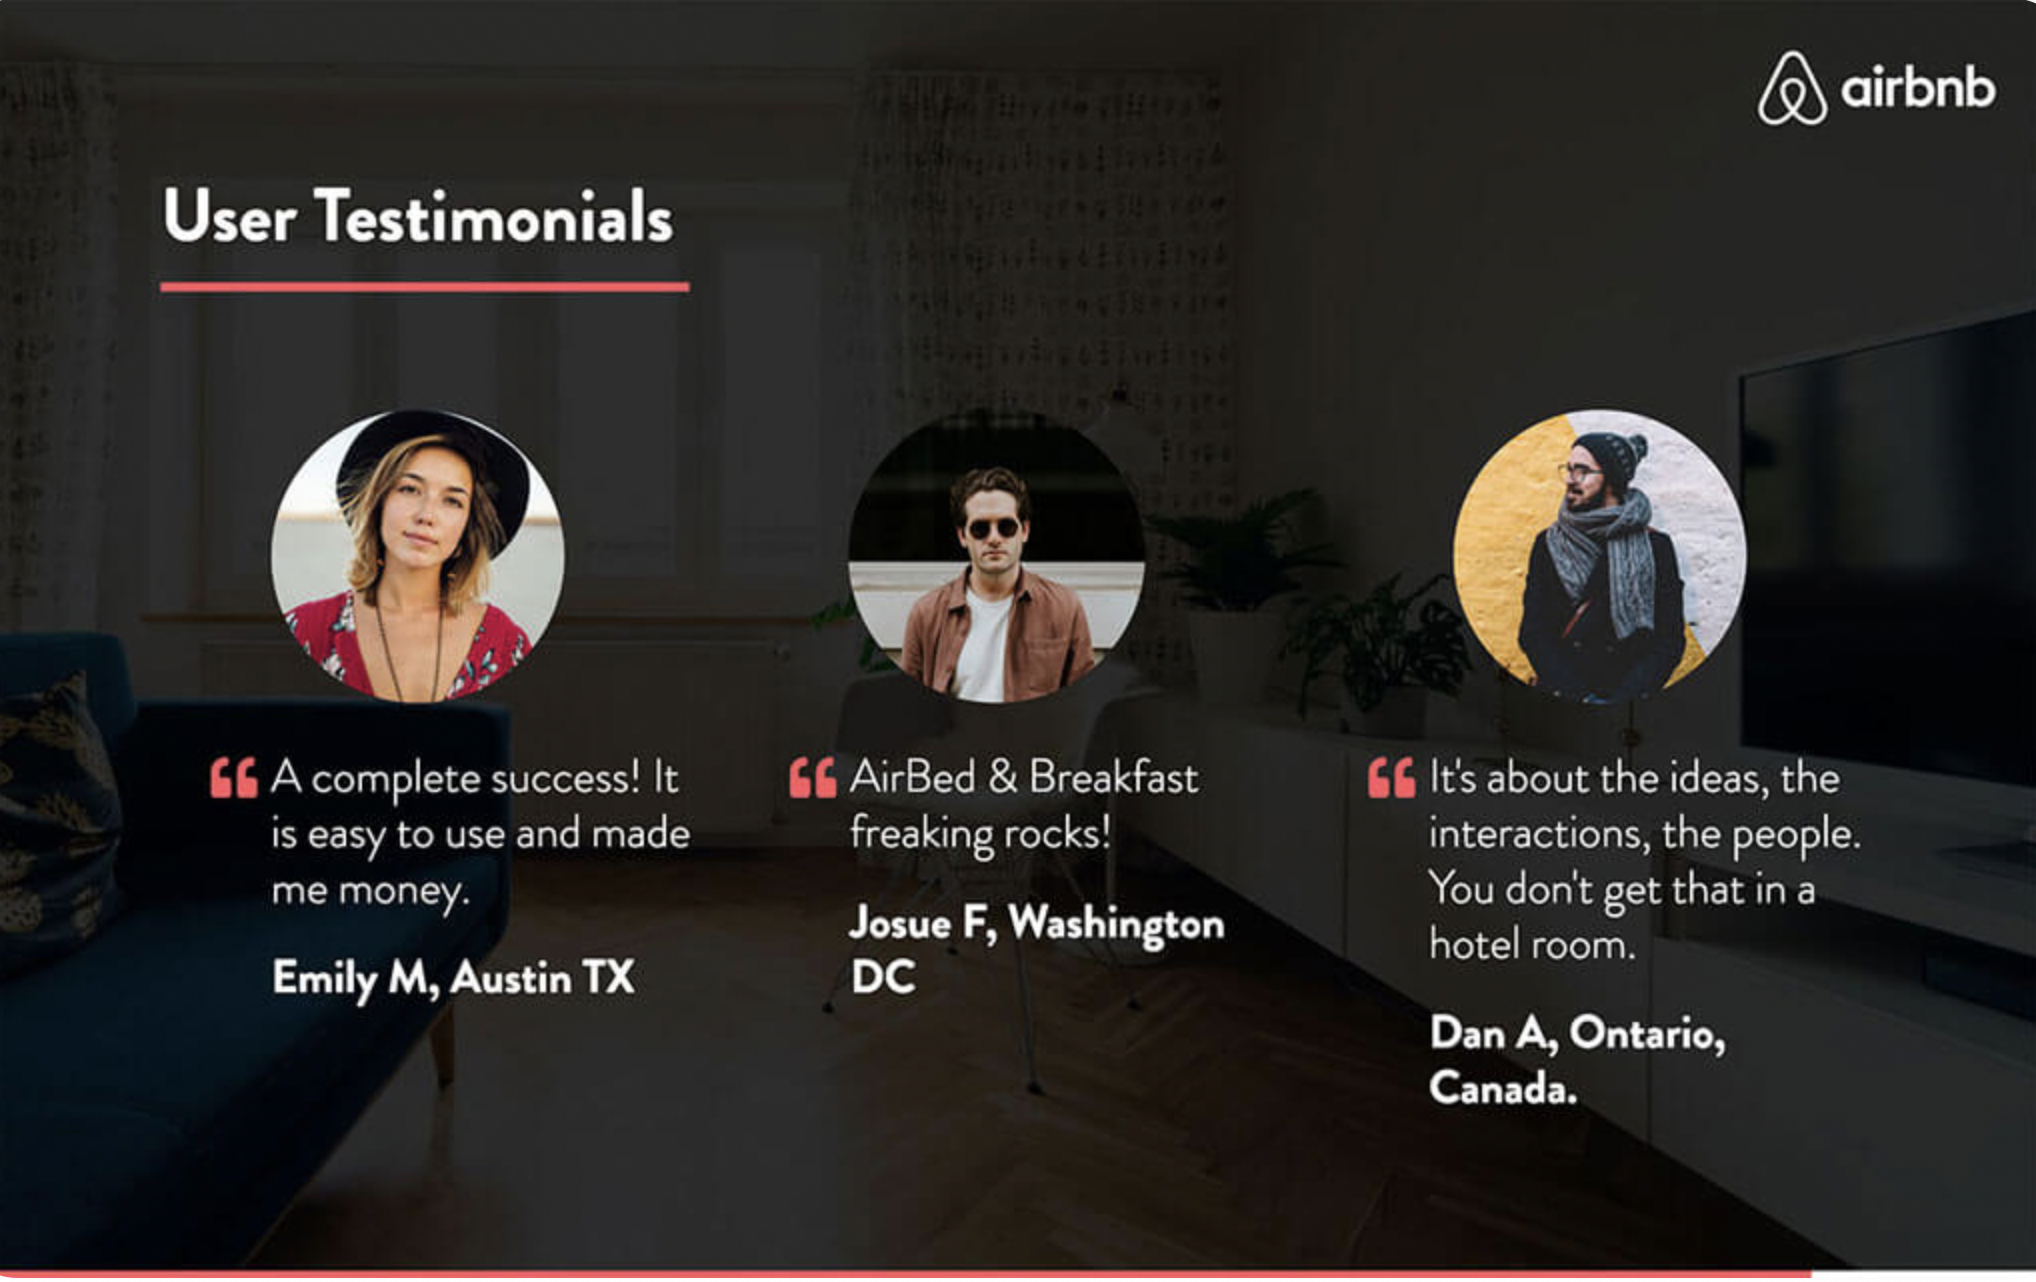 airbnb
User Testimonials
“ A complete success! It
is easy to use and made
me money.
Emily M, Austin TX
“ AirBed & Breakfast
freaking rocks!
Josue F, Washington
DC
“ It's about the ideas, the
interactions, the people.
You don't get that in a
hotel room.
Dan A, Ontario,
Canada.